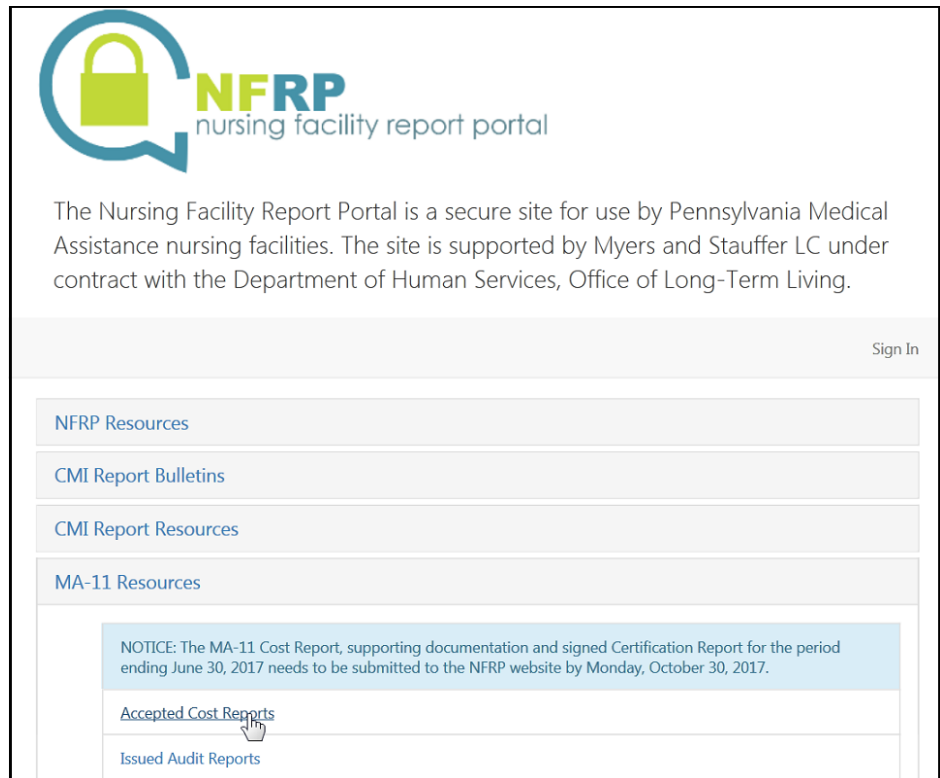 NFRP
nursing facility report portal
The Nursing Facility Report Portal is a secure site for use by Pennsylvania Medical
Assistance nursing facilities. The site is supported by Myers and Stauffer LC under
contract with the Department of Human Services, Office of Long-Term Living.
Sign In
NFRP Resources
CMI Report Bulletins
CMI Report Resources
MA-11 Resources
NOTICE: The MA-11 Cost Report, supporting documentation and signed Certification Report for the period
ending June 30, 2017 needs to be submitted to the NFRP website by Monday, October 30, 2017.
Accepted Cost Reports
Issued Audit Reports